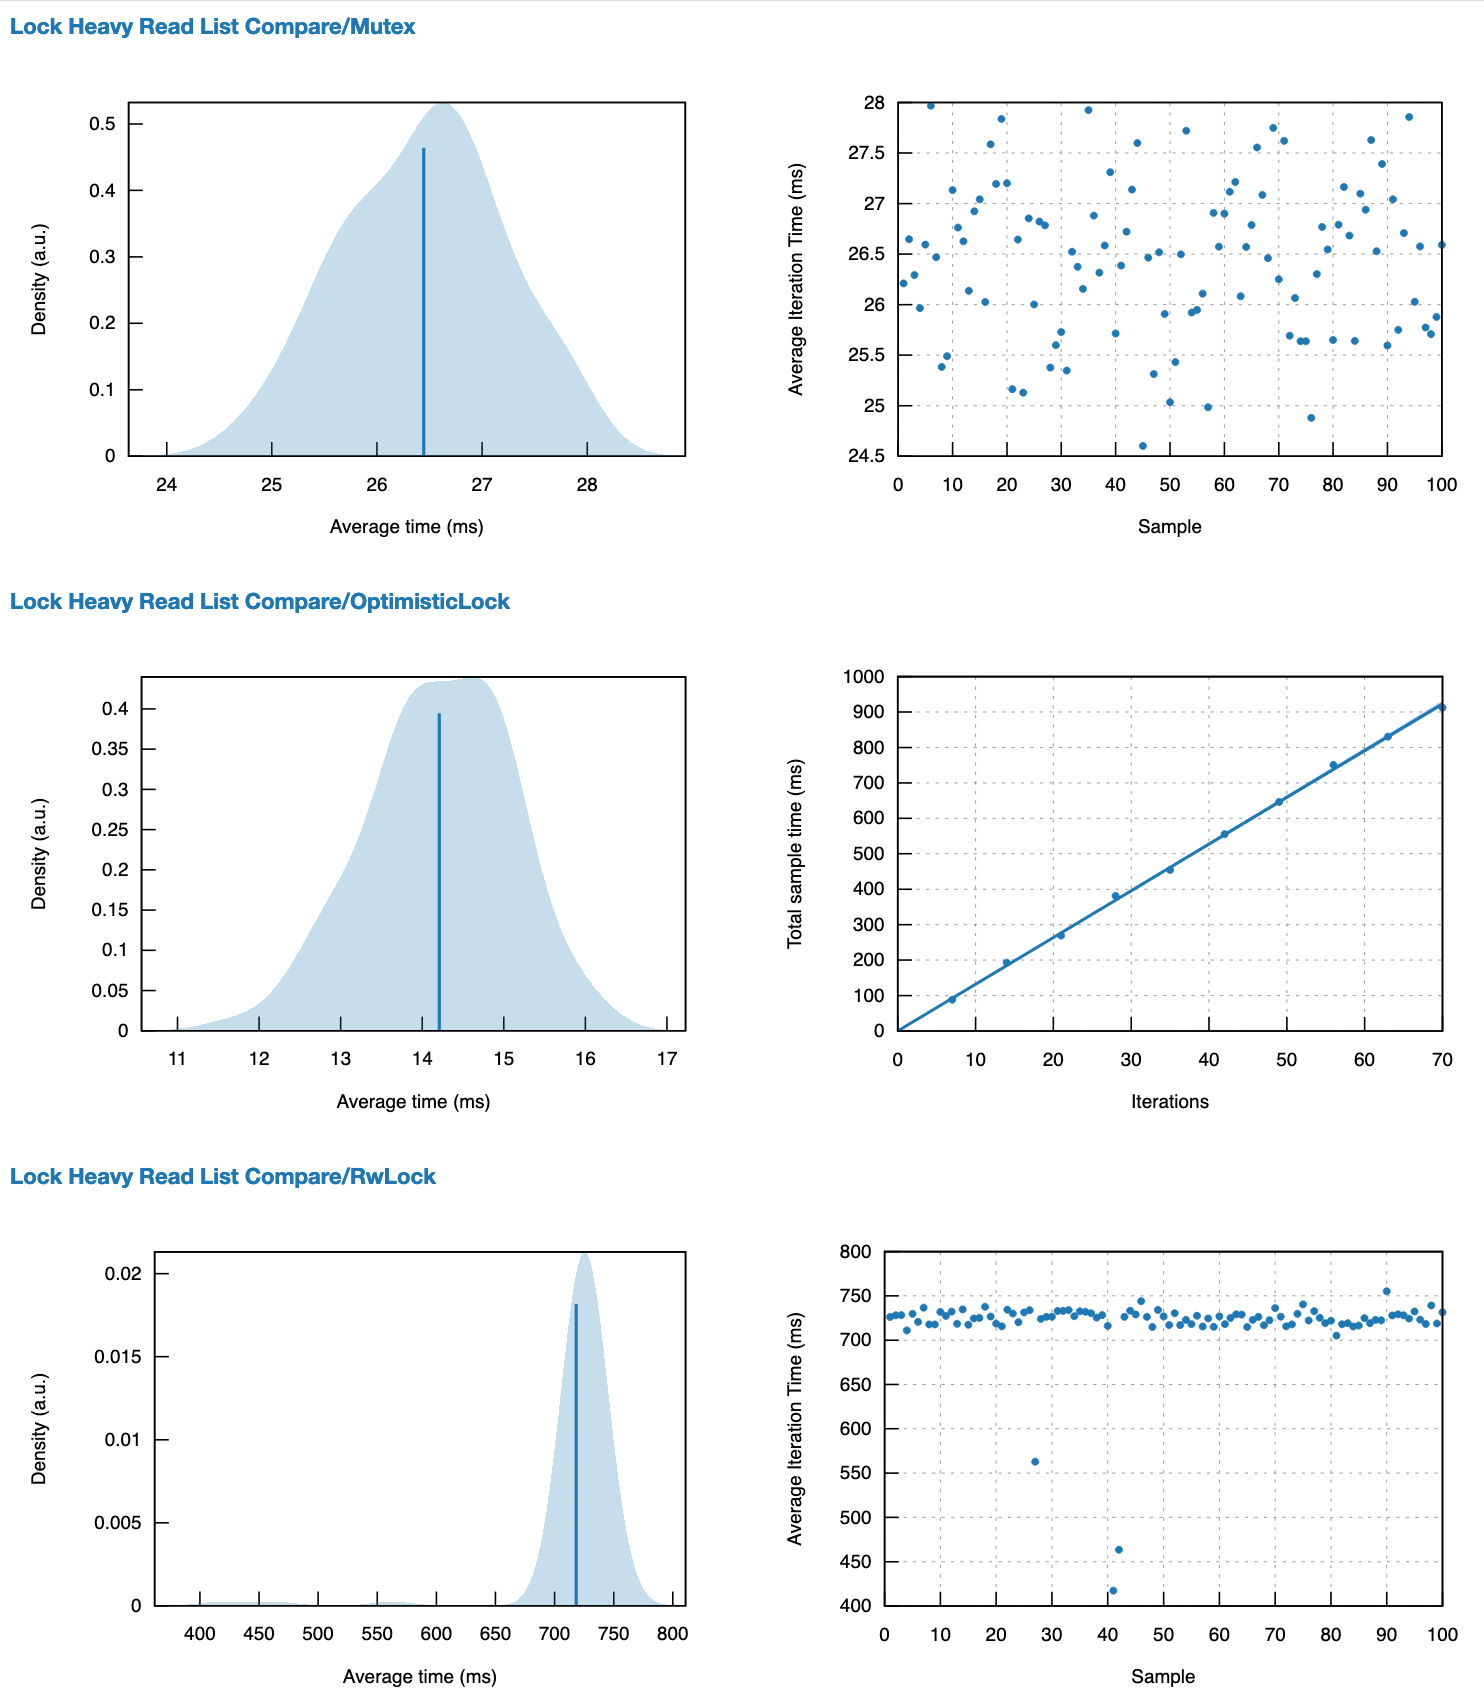 Lock Heavy Read List Compare/Mutex
Density (a.u.)
0.5
0.4
0.3
0.2
0.1
0
24 25 26 27 28
Average time (ms)
Average Iteration Time (ms)
28
27.5
27
26.5
26
25.5
25
24.5
0 10 20 30 40 50 60 70 80 90 100
Sample
Lock Heavy Read List Compare/OptimisticLock
Density (a.u.)
0.4
0.35
0.3
0.25
0.2
0.15
0.1
0.05
0
11 12 13 14 15 16 17
Average time (ms)
Total sample time (ms)
1000
900
800
700
600
500
400
300
200
100
0
0 10 20 30 40 50 60 70
Iterations
Lock Heavy Read List Compare/RwLock
Density (a.u.)
0.02
0.015
0.01
0.005
0
400 450 500 550 600 650 700 750 800
Average time (ms)
Average Iteration Time (ms)
800
750
700
650
600
550
500
450
400
0 10 20 30 40 50 60 70 80 90 100
Sample